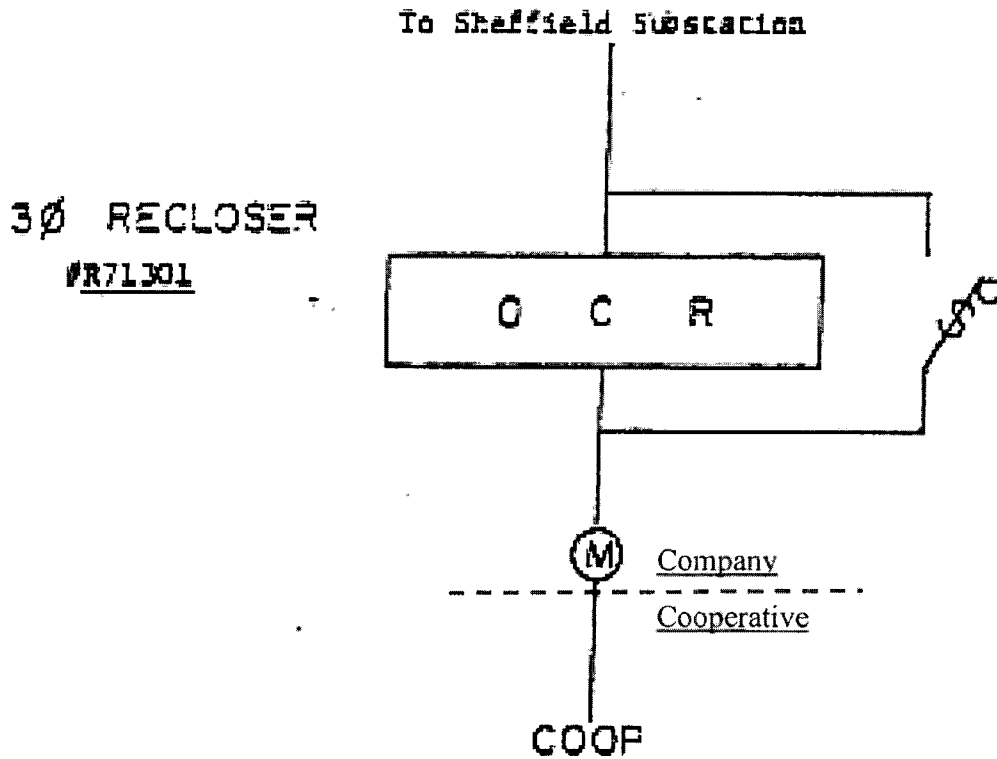 To Sheffield Substation
3Ø RECLOSER
#R71301
O C R
M
Company
Cooperative
COOP